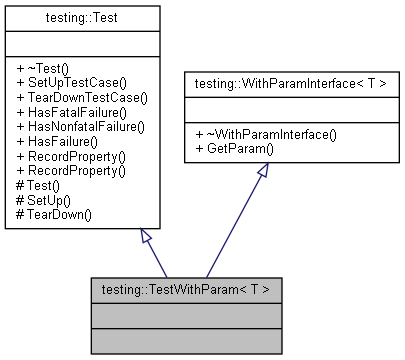 testing::Test
+ ~Test()
+ SetUpTestCase()
+ TearDownTestCase()
+ HasFatalFailure()
+ HasNonfatalFailure()
+ HasFailure()
+ RecordProperty()
+ RecordProperty()
# Test()
# SetUp()
# TearDown()
testing::WithParamInterface< T >
+ ~WithParamInterface()
+ GetParam()
testing::TestWithParam< T >